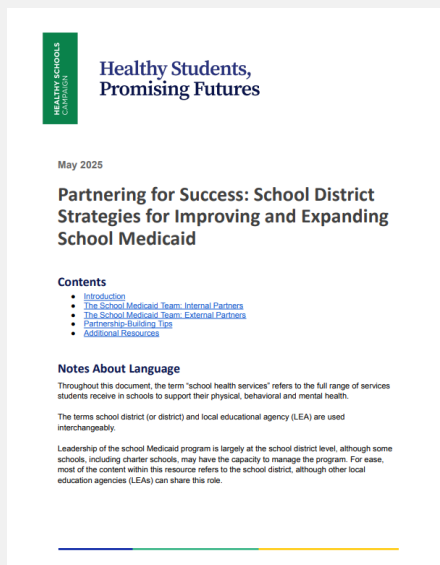 HEALTHY SCHOOLS
CAMPAIGN
Healthy Students,
Promising Futures
May 2025
Partnering for Success: School District
Strategies for Improving and Expanding
School Medicaid
Contents
● Introduction
● The School Medicaid Team: Internal Partners
● The School Medicaid Team: External Partners
● Partnership-Building Tips
● Additional Resources
Notes About Language
Throughout this document, the term “school health services” refers to the full range of services
students receive in schools to support their physical, behavioral and mental health.
The terms school district (or district) and local educational agency (LEA) are used
interchangeably.
Leadership of the school Medicaid program is largely at the school district level, although some
schools, including charter schools, may have the capacity to manage the program. For ease,
most of the content within this resource refers to the school district, although other local
education agencies (LEAs) can share this role.